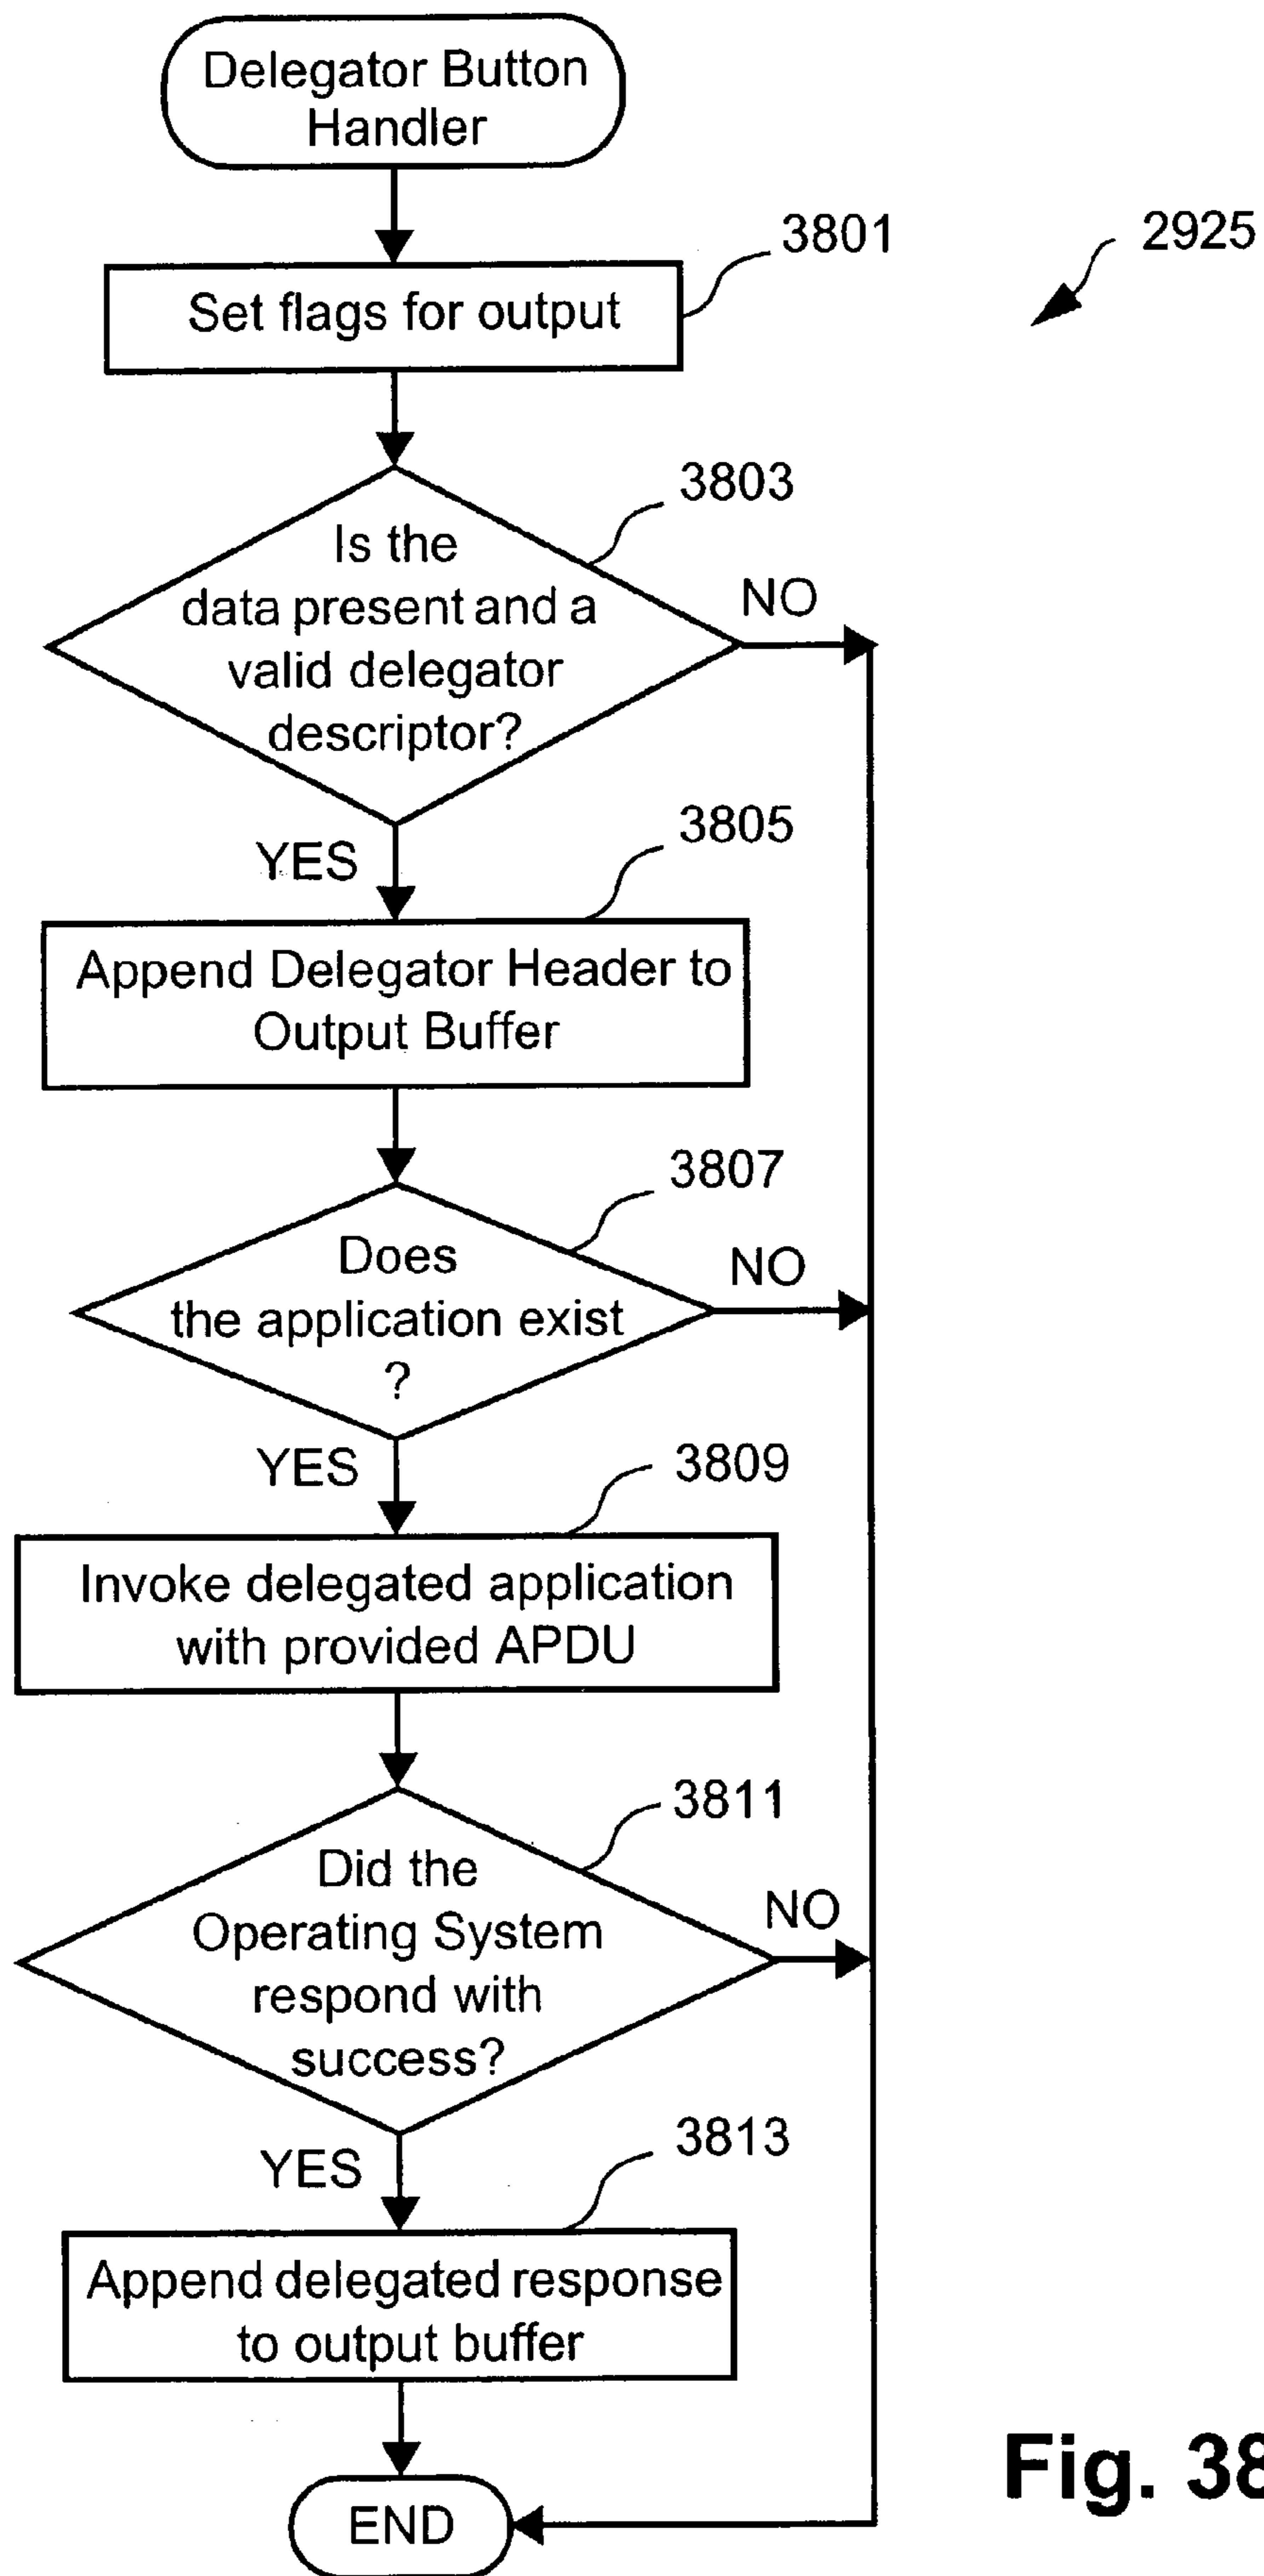 Delegator Button
Handler
3801
2925
Set flags for output
3803
Is the
data present and a
valid delegator
descriptor?
NO
YES
3805
Append Delegator Header to
Output Buffer
3807
Does
the application exist
?
NO
YES
3809
Invoke delegated application
with provided APDU
3811
Did the
Operating System
respond with
success?
NO
YES
3813
Append delegated response
to output buffer
END
Fig. 38